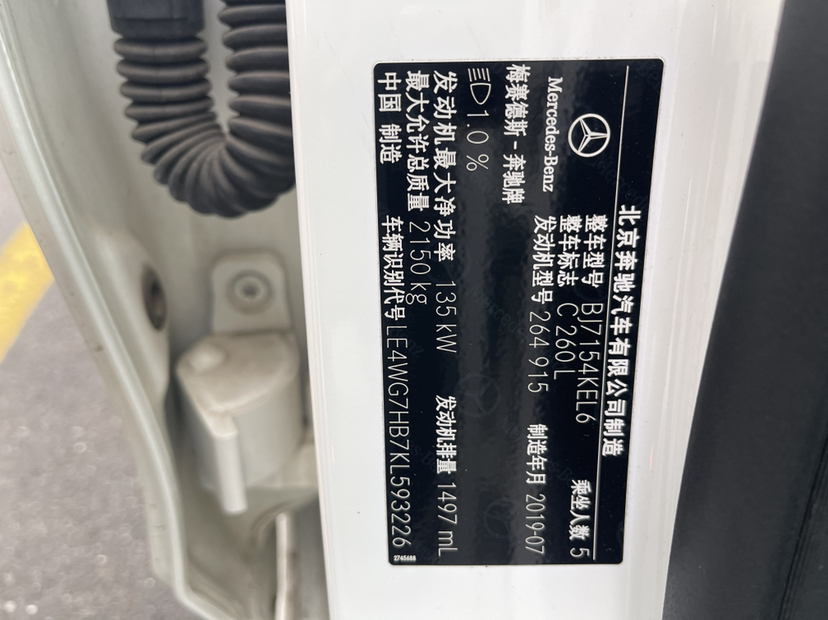 北京奔驰汽车有限公司制造
整车型号 BJ7154KEL6 乘坐人数 5
整车标志 C 260 L
Mercedes-Benz 发动机型号 264 915 制造年月 2019-07
梅赛德斯-奔驰牌
1.0 %
发动机最大净功率 135 kW 发动机排量 1497 mL
最大允许总质量 2150 kg
中国 制造 车辆识别代号 LE4WG7HB7KL593226
2745688